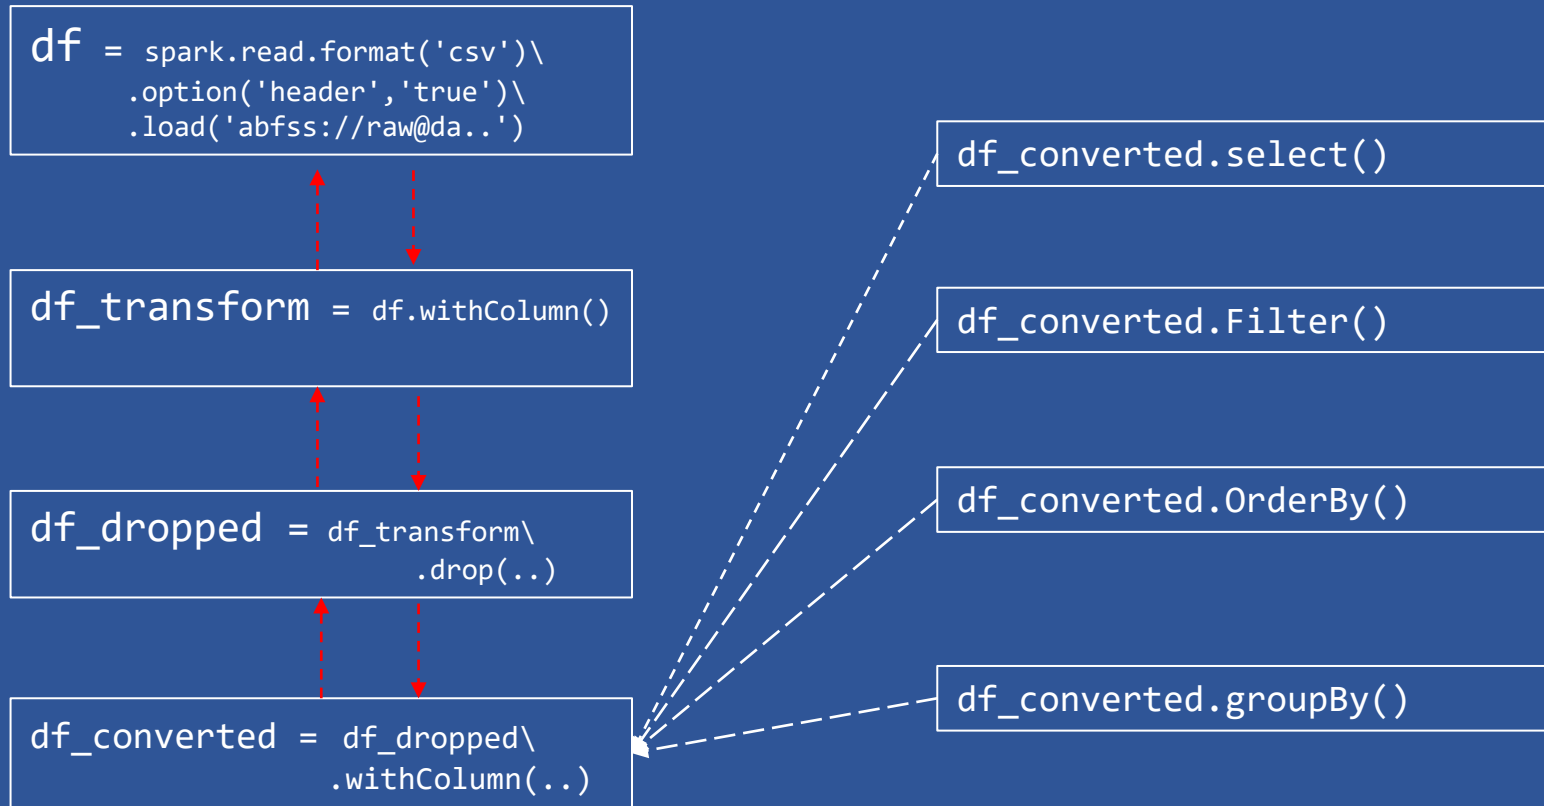 df = spark.read.format('csv')\
.option('header','true')\
.load('abfss://raw@da..')
df_transform = df.withColumn()
df_dropped = df_transform\
.drop(..)
df_converted = df_dropped\
.withColumn(..)
df_converted.select()
df_converted.Filter()
df_converted.OrderBy()
df_converted.groupBy()